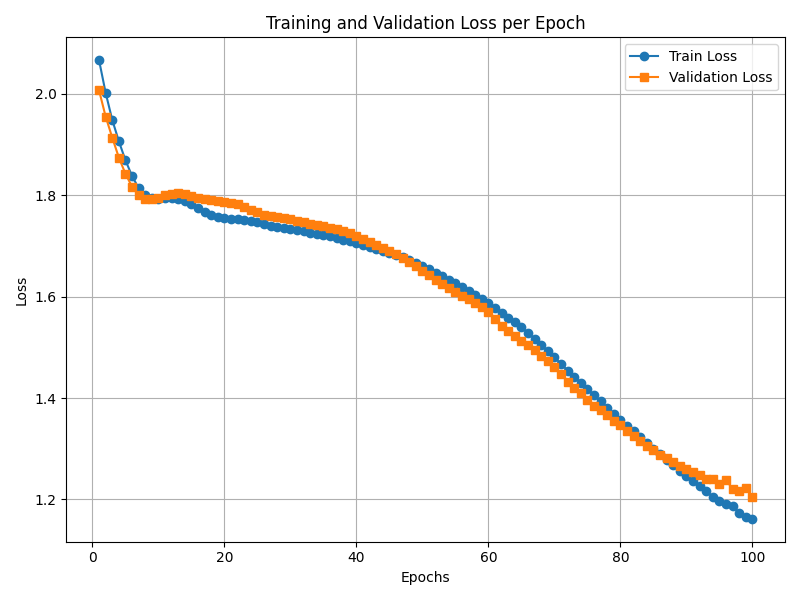 Training and Validation Loss per Epoch
Train Loss
Validation Loss
2.0
1.8
1.6
1.4
1.2
Loss
0 20 40 60 80 100
Epochs